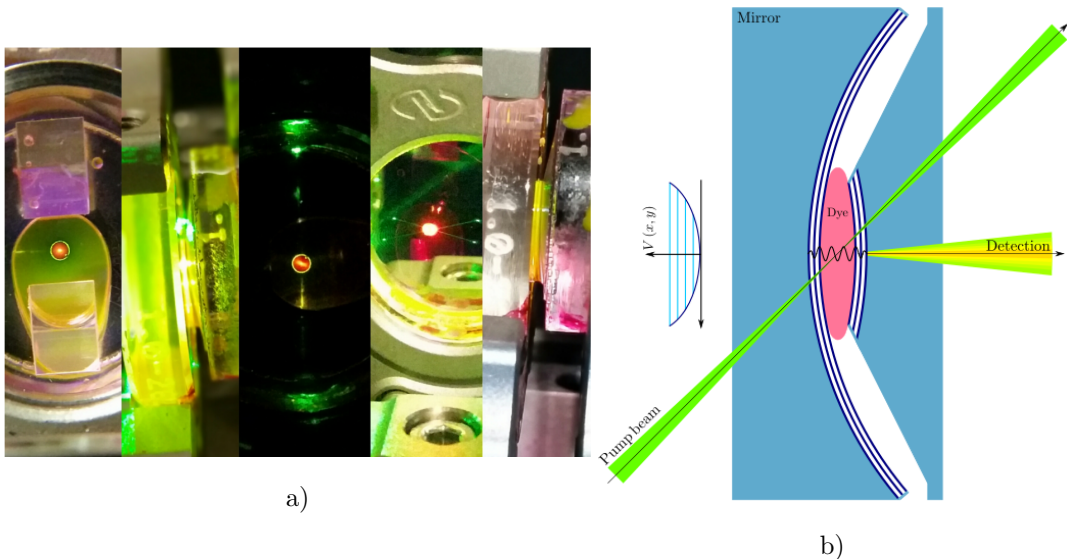 Mirror
Dye
V (x, y)
Detection
Pump beam
a)
b)